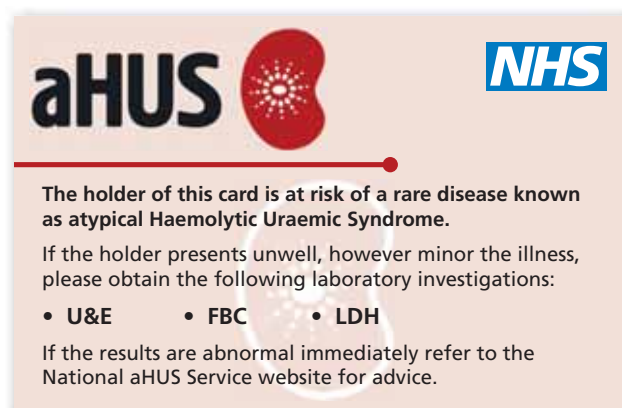 aHUS
NHS
The holder of this card is at risk of a rare disease known
as atypical Haemolytic Uraemic Syndrome.
If the holder presents unwell, however minor the illness,
please obtain the following laboratory investigations:
• U&E • FBC • LDH
If the results are abnormal immediately refer to the
National aHUS Service website for advice.